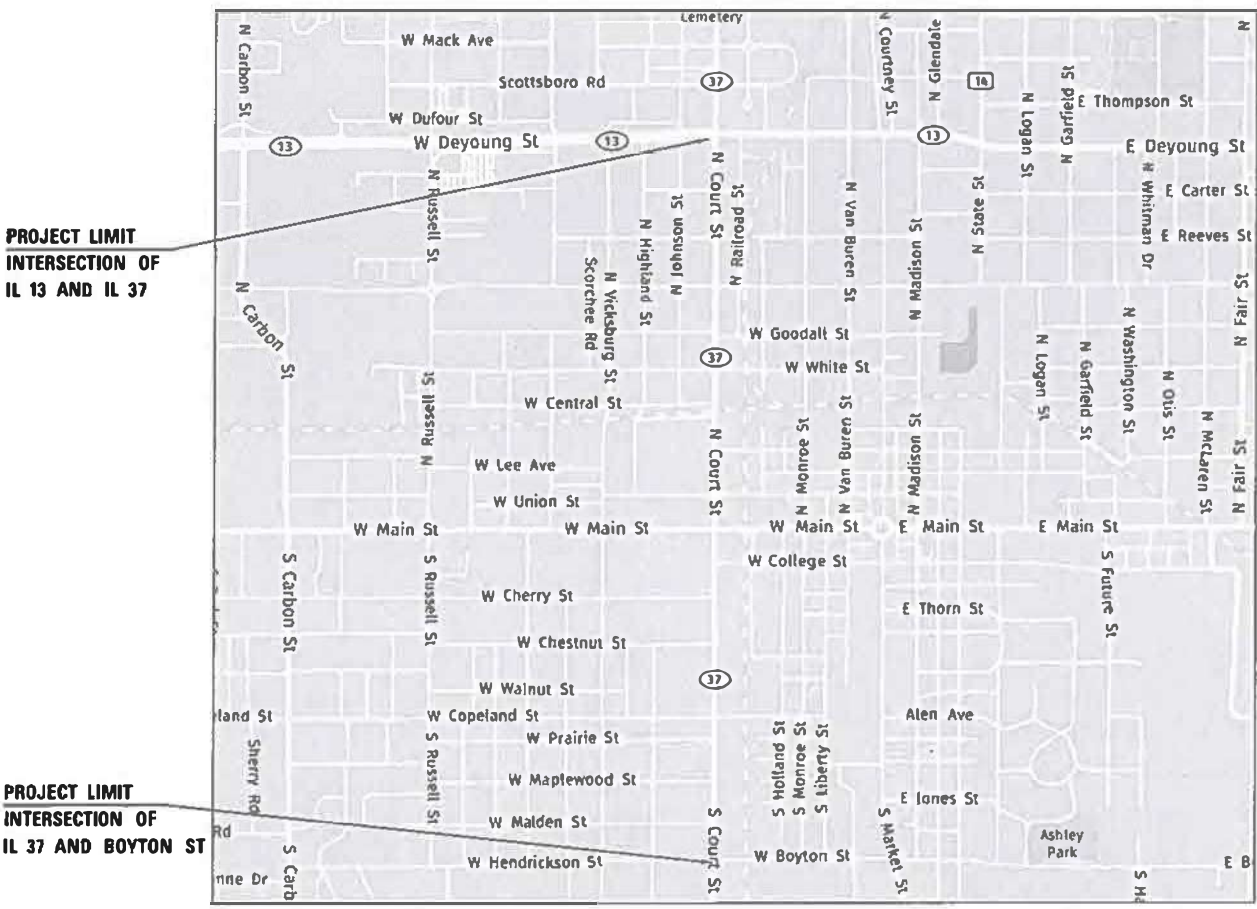 Lemetery
W Mack Ave
N Carbon St
N Courtney St
N Glendale
N
Scottsboro Rd
37
14
N Logan St
N Garfield St
E Thompson St
W Dufour St
13
W Deyoung St
13
13
E Deyoung St
N Russell St
N Court St
N Railroad St
N Johnson St
N Highland St
N Van Buren St
N Madison St
N State St
N Whitman Dr
E Carter St
E Reeves St
PROJECT LIMIT
INTERSECTION OF
IL 13 AND IL 37
Scorchee Rd
N Vicksburg St
N Carbon St
N Fair St
W Goodall St
37
W White St
N Logan St
N Garfield St
N Washington St
N Otis St
N McLaren St
N Russell St
W Central St
N Court St
N Monroe St
N Van Buren St
N Madison St
N Fair St
W Lee Ave
W Union St
W Main St
W Main St
W Main St
E Main St
E Main St
W College St
S Carbon St
S Russell St
S Future St
W Cherry St
E Thorn St
W Chestnut St
37
W Walnut St
yland St
W Copeland St
Alen Ave
W Prairie St
Sherry Rd
S Russell St
S Holland St
S Monroe St
S Liberty St
W Maplewood St
PROJECT LIMIT
INTERSECTION OF
IL 37 AND BOYTON ST
E Jones St
W Malden St
Rd
S Court St
S Market St
Ashley
Park
S Carb
W Hendrickson St
W Boyton St
E B
nne Dr
S Ha